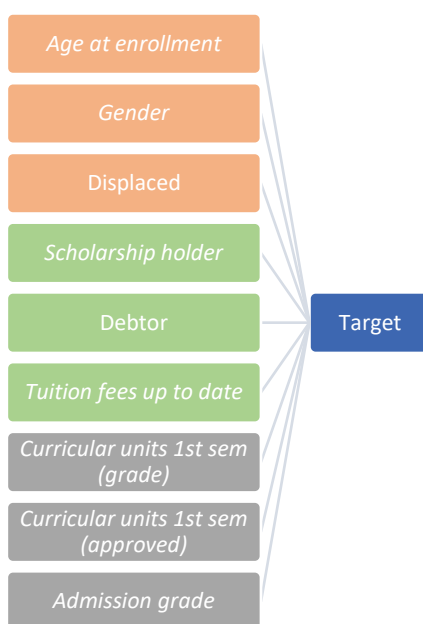 Age at enrollment
Gender
Displaced
Scholarship holder
Debtor
Target
Tuition fees up to date
Curricular units 1st sem
(grade)
Curricular units 1st sem
(approved)
Admission grade